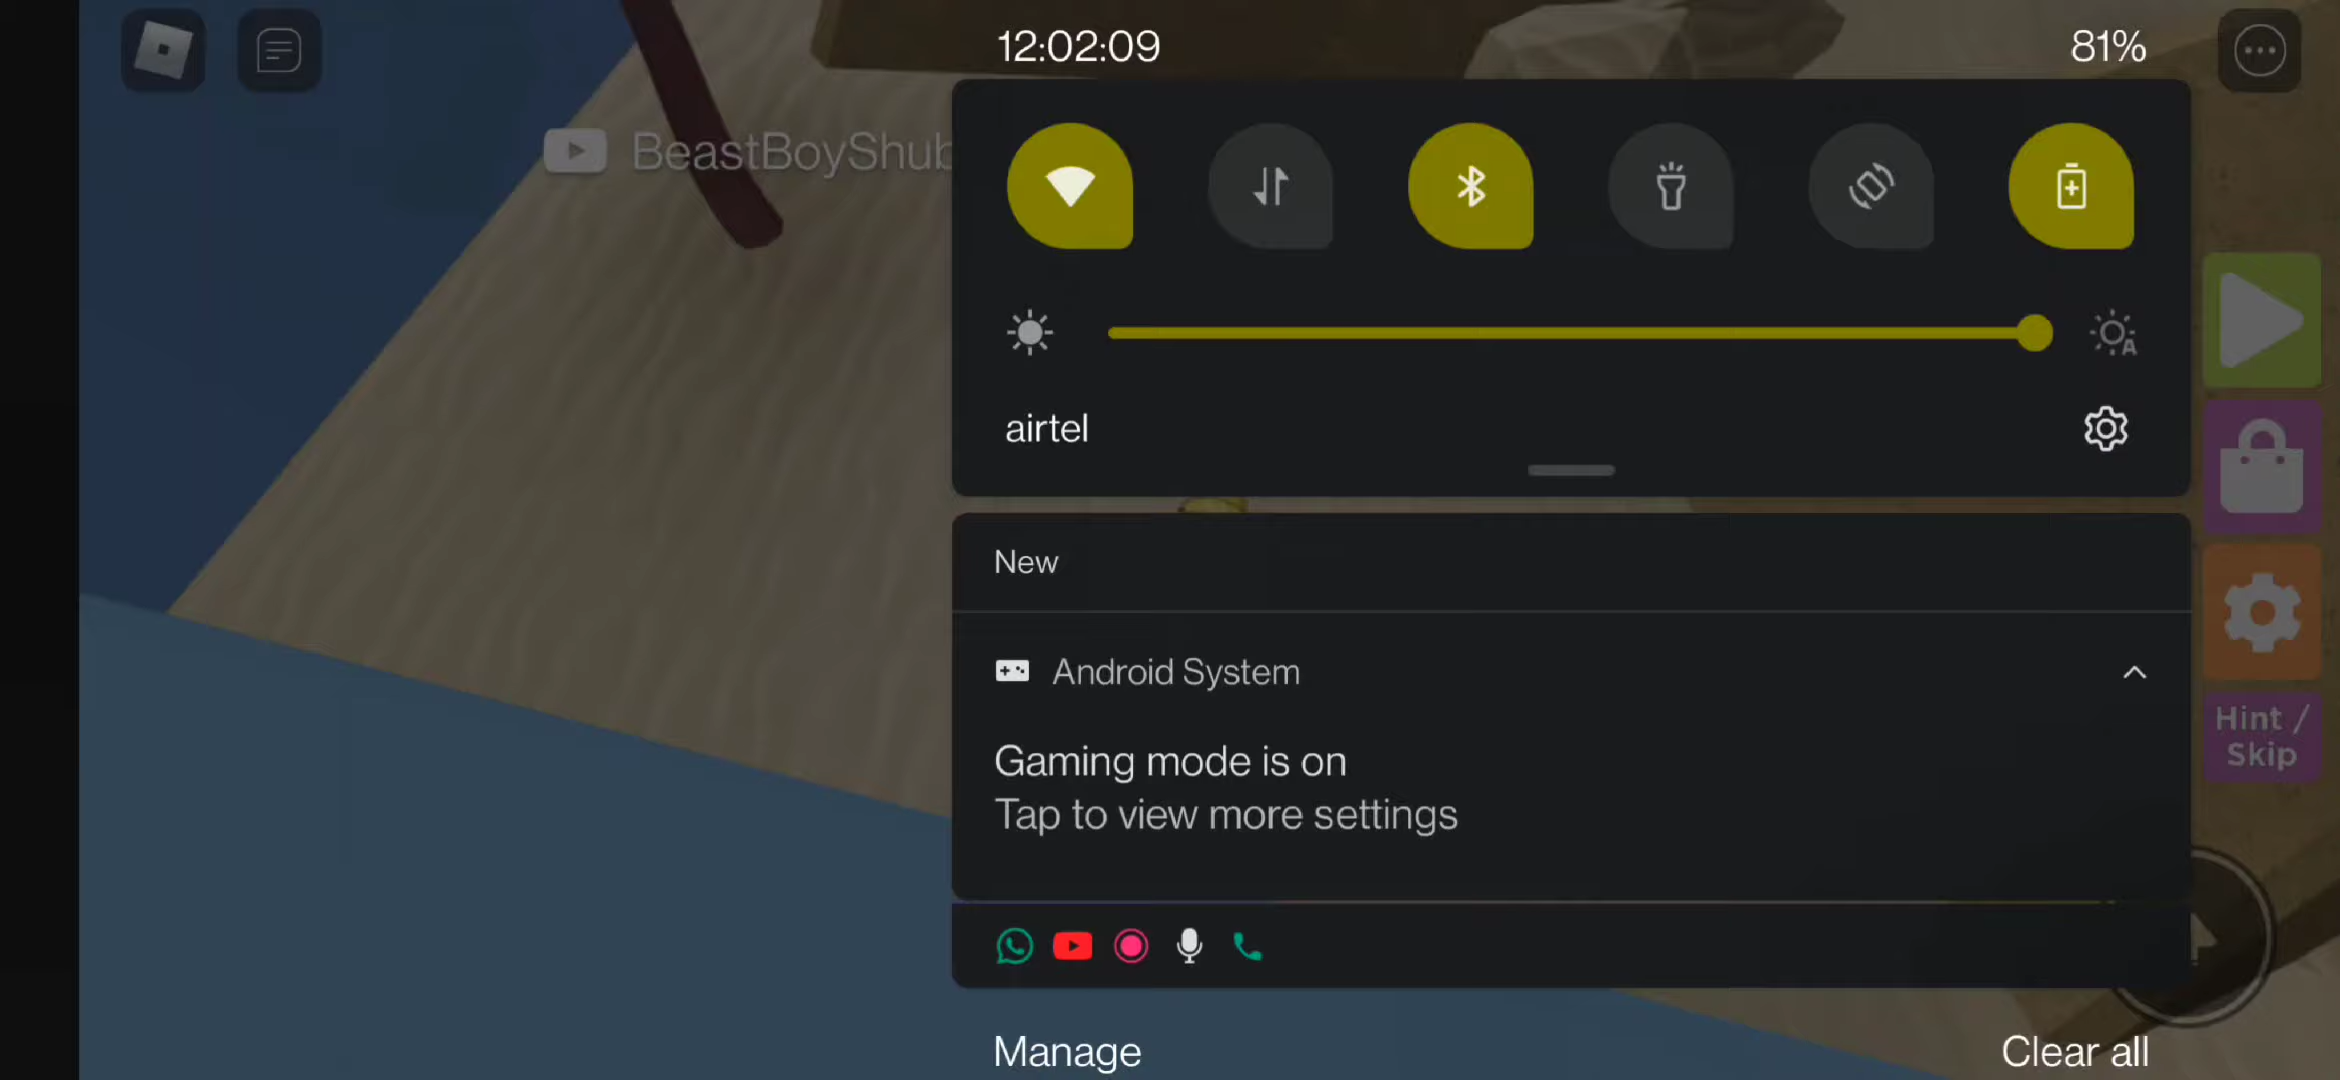 12:02:09
81%
BeastBoyShub
airtel
New
Android System
Gaming mode is on
Tap to view more settings
Hint /
Skip
Manage
Clear all